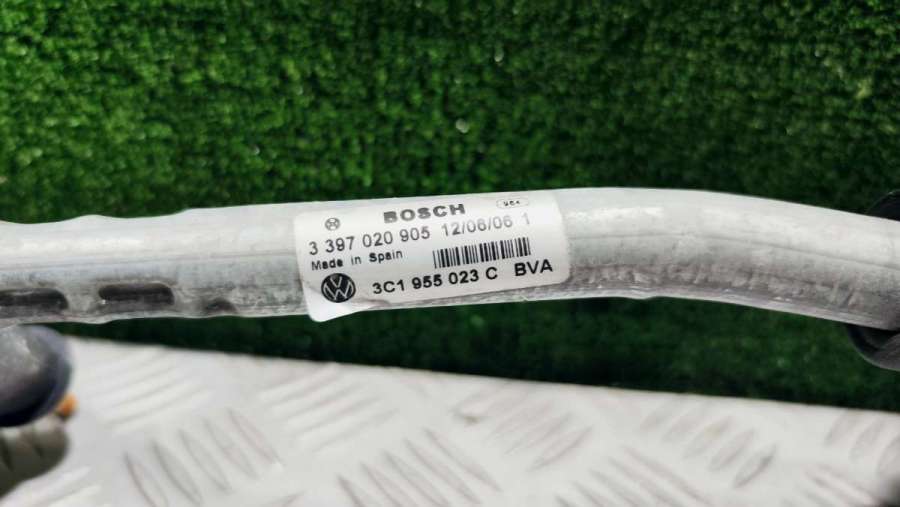 BOSCH
3 397 020 905 12/06/06 1
Made in Spain
3C1 955 023 C BVA